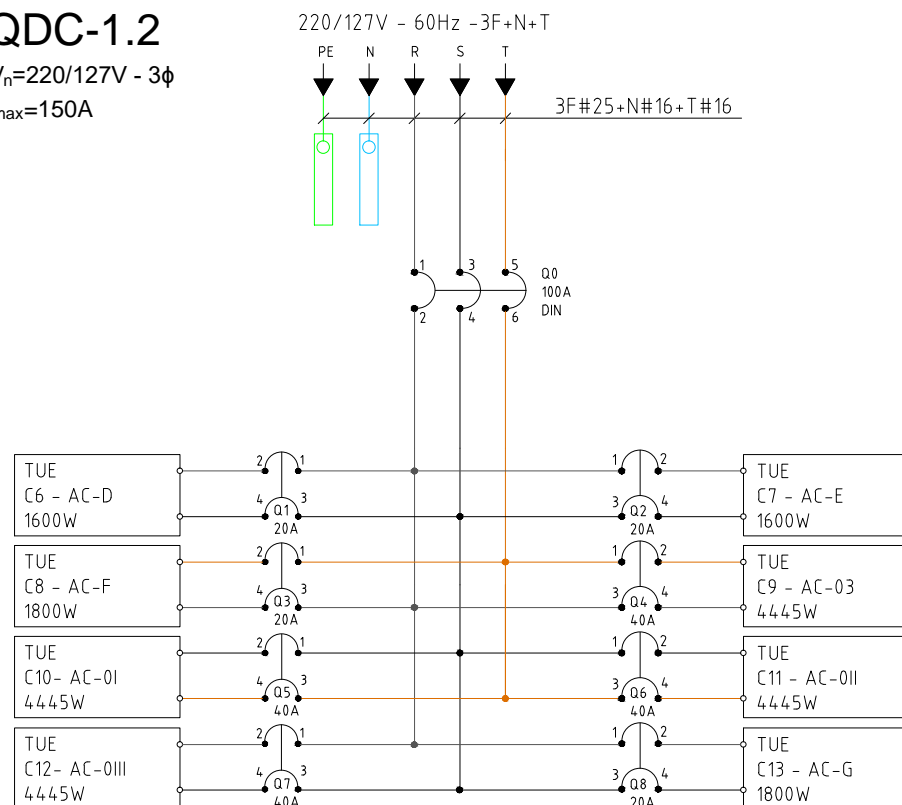 QDC-1.2
Vn=220/127V - 3ϕ
max=150A
220/127V - 60Hz -3F+N+T
PE N R S T
3F#25+N#16+T#16
1 3 5
2 4 6
Q0
100A
DIN
TUE
C6 - AC-D
1600W
2 1
4 3
Q1
20A
1 2
3 4
Q2
20A
TUE
C7 - AC-E
1600W
TUE
C8 - AC-F
1800W
2 1
4 3
Q3
20A
1 2
3 4
Q4
40A
TUE
C9 - AC-03
4445W
TUE
C10- AC-0I
4445W
2 1
4 3
Q5
40A
1 2
3 4
Q6
40A
TUE
C11 - AC-0II
4445W
TUE
C12- AC-0III
4445W
2 1
4 3
Q7
40A
1 2
3 4
Q8
20A
TUE
C13 - AC-G
1800W